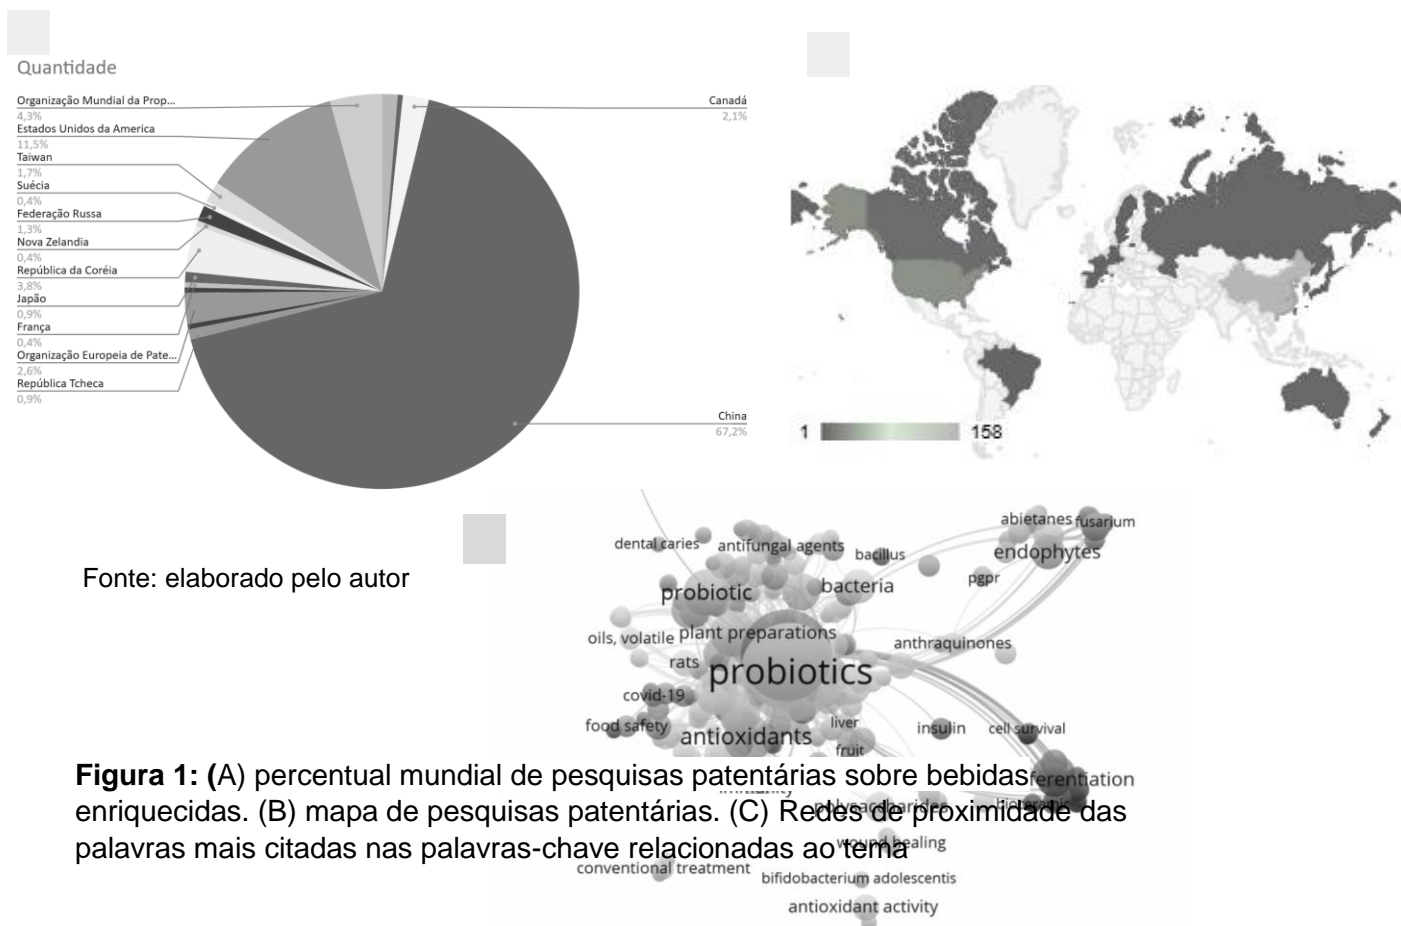 Quantidade
Organização Mundial da Prop...
4,3%
Estados Unidos da America
11,5%
Taiwan
1,7%
Suécia
0,4%
Federação Russa
1,3%
Nova Zelandia
0,4%
República da Coréia
3,8%
Japão
0,9%
França
0,4%
Organização Europeia de Pate...
2,6%
República Tcheca
0,9%
Canadá
2,1%
China
67,2%
1 158
Fonte: elaborado pelo autor
abietanes fusarium
dental caries antifungal agents bacillus endophytes
pgpr
probiotic bacteria
oils, volatile plant preparations anthraquinones
rats probiotics
covid-19
food safety antioxidants liver insulin cell survival
fruit
Figura 1: (A) percentual mundial de pesquisas patentárias sobre bebidas
ferentiation
enriquecidas. (B) mapa de pesquisas patentárias. (C) Redes de proximidade das
polysaccharides
palavras mais citadas nas palavras-chave relacionadas ao tema
wound healing
conventional treatment bifidobacterium adolescentis
antioxidant activity